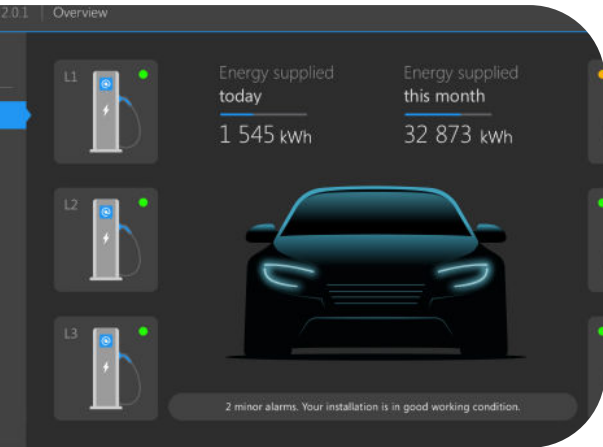 2.0.1 Overview
L1
Energy supplied
today
1 545 kWh
Energy supplied
this month
32 873 kWh
L2
L3
2 minor alarms. Your installation is in good working condition.